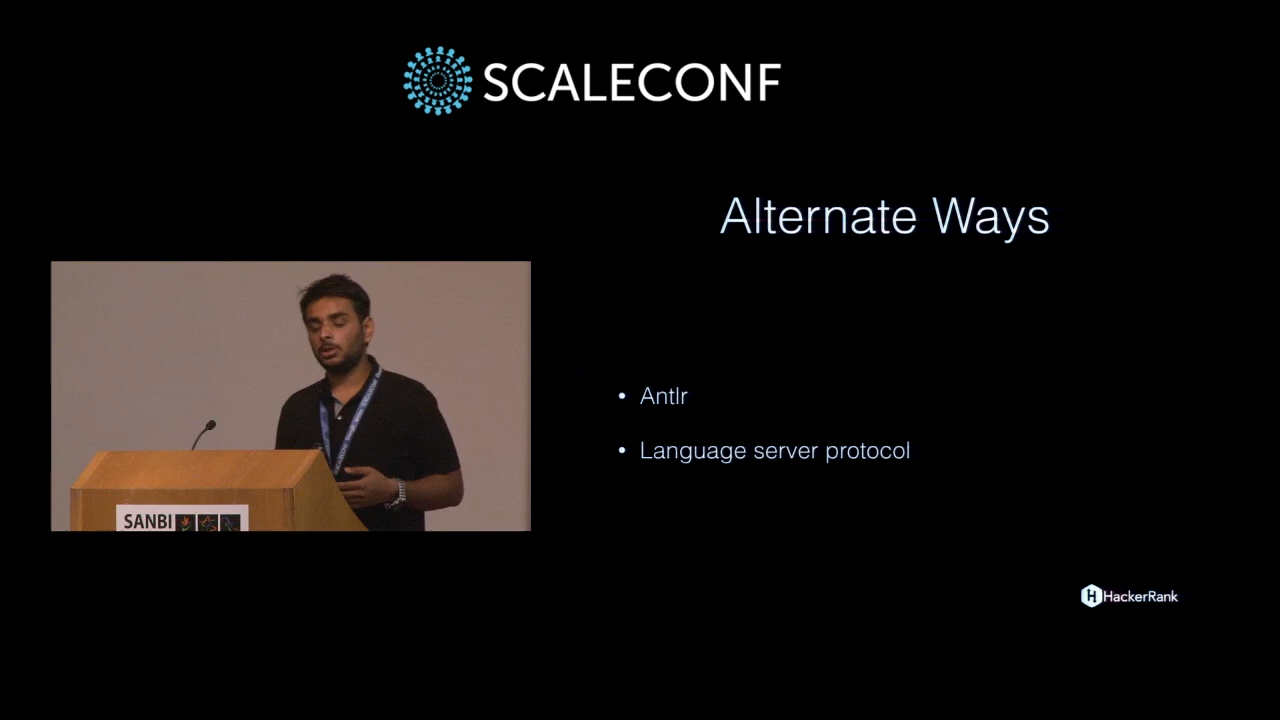 SCALECONF
Alternate Ways
• Antlr
• Language server protocol
SANBI
HackerRank